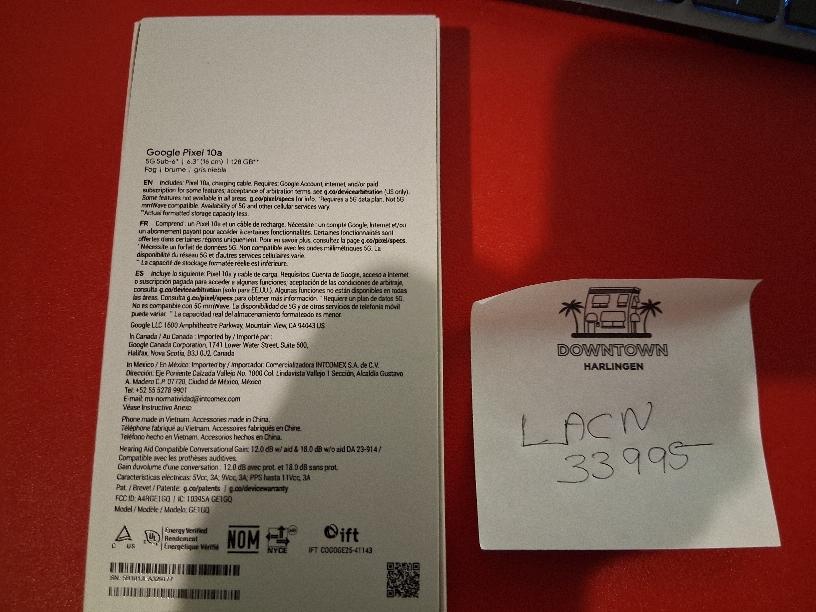 Google Pixel 10a
5G Sub-6* | 6.3" (16 cm) | 128 GB**
Fog | brume | gris niebla
EN Includes: Pixel 10a, charging cable. Requires: Google Account, internet, and/or paid
subscription for some features; acceptance of arbitration terms, see g.co/devicearbitration (US only).
Some features not available in all areas. g.co/pixel/specs for info. *Requires a 5G data plan. Not 5G
mmWave compatible. Availability of 5G and other cellular services vary.
**Actual formatted storage capacity less.
FR Comprend : un Pixel 10a et un câble de recharge. Nécessite : un compte Google, Internet et/ou
un abonnement payant pour accéder à certaines fonctionnalités. Certaines fonctionnalités sont
offertes dans certaines régions uniquement. Pour en savoir plus, consultez la page g.co/pixel/specs.
* Nécessite un forfait de données 5G. Non compatible avec les ondes millimétriques 5G. La
disponibilité du réseau 5G et d'autres services cellulaires varie.
** La capacité de stockage formatée réelle est inférieure.
ES Incluye lo siguiente: Pixel 10a y cable de carga. Requisitos: Cuenta de Google, acceso a Internet
o suscripción pagada para acceder a algunas funciones; aceptación de las condiciones de arbitraje,
consulta g.co/devicearbitration (solo para EE.UU.). Algunas funciones no están disponibles en todas
las áreas. Consulta g.co/pixel/specs para obtener más información. *Requiere un plan de datos 5G.
No es compatible con 5G mmWave. La disponibilidad de 5G y de otros servicios de telefonía móvil
puede variar. **La capacidad real del almacenamiento formateado es menor.
Google LLC 1600 Amphitheatre Parkway, Mountain View, CA 94043 US
In Canada / Au Canada : Imported by / Importé par :
Google Canada Corporation, 1741 Lower Water Street, Suite 600,
Halifax, Nova Scotia, B3J 0J2, Canada
In Mexico / En México: Imported by / Importador: Comercializadora INTCOMEX S.A. de C.V.
Dirección: Eje Poniente Calzada Vallejo No. 1000 Col. Lindavista Vallejo 1 Sección, Alcaldía Gustavo
A. Madero C.P. 07720, Ciudad de México, México
Tel: +52 55 5278 9901
E-mail: mx-normatividad@intcomex.com
Véase Instructivo Anexo
Phone made in Vietnam. Accessories made in China.
Téléphone fabriqué au Vietnam. Accessoires fabriqués en Chine.
Teléfono hecho en Vietnam. Accesorios hechos en China.
Hearing Aid Compatible Conversational Gain: 12.0 dB w/ aid & 18.0 dB w/o aid DA 23-914 /
Compatible avec les prothèses auditives.
Gain du volume d'une conversation : 12.0 dB avec prot. et 18.0 dB sans prot.
Características eléctricas: 5Vcc, 3A; 9Vcc, 3A; PPS hasta 11Vcc, 3A
Pat. / Brevet / Patente: g.co/patents | g.co/devicewarranty
FCC ID: A4RGE1GQ | IC: 10395A-GE1GQ
Model / Modèle / Modelo: GE1GQ
C US
UL
Energy Verified
Rendement
Énergétique Vérifié
NOM
NYCE
ift
IFT COGOGE25-41143
DOWNTOWN
HARLINGEN
LACN
33995